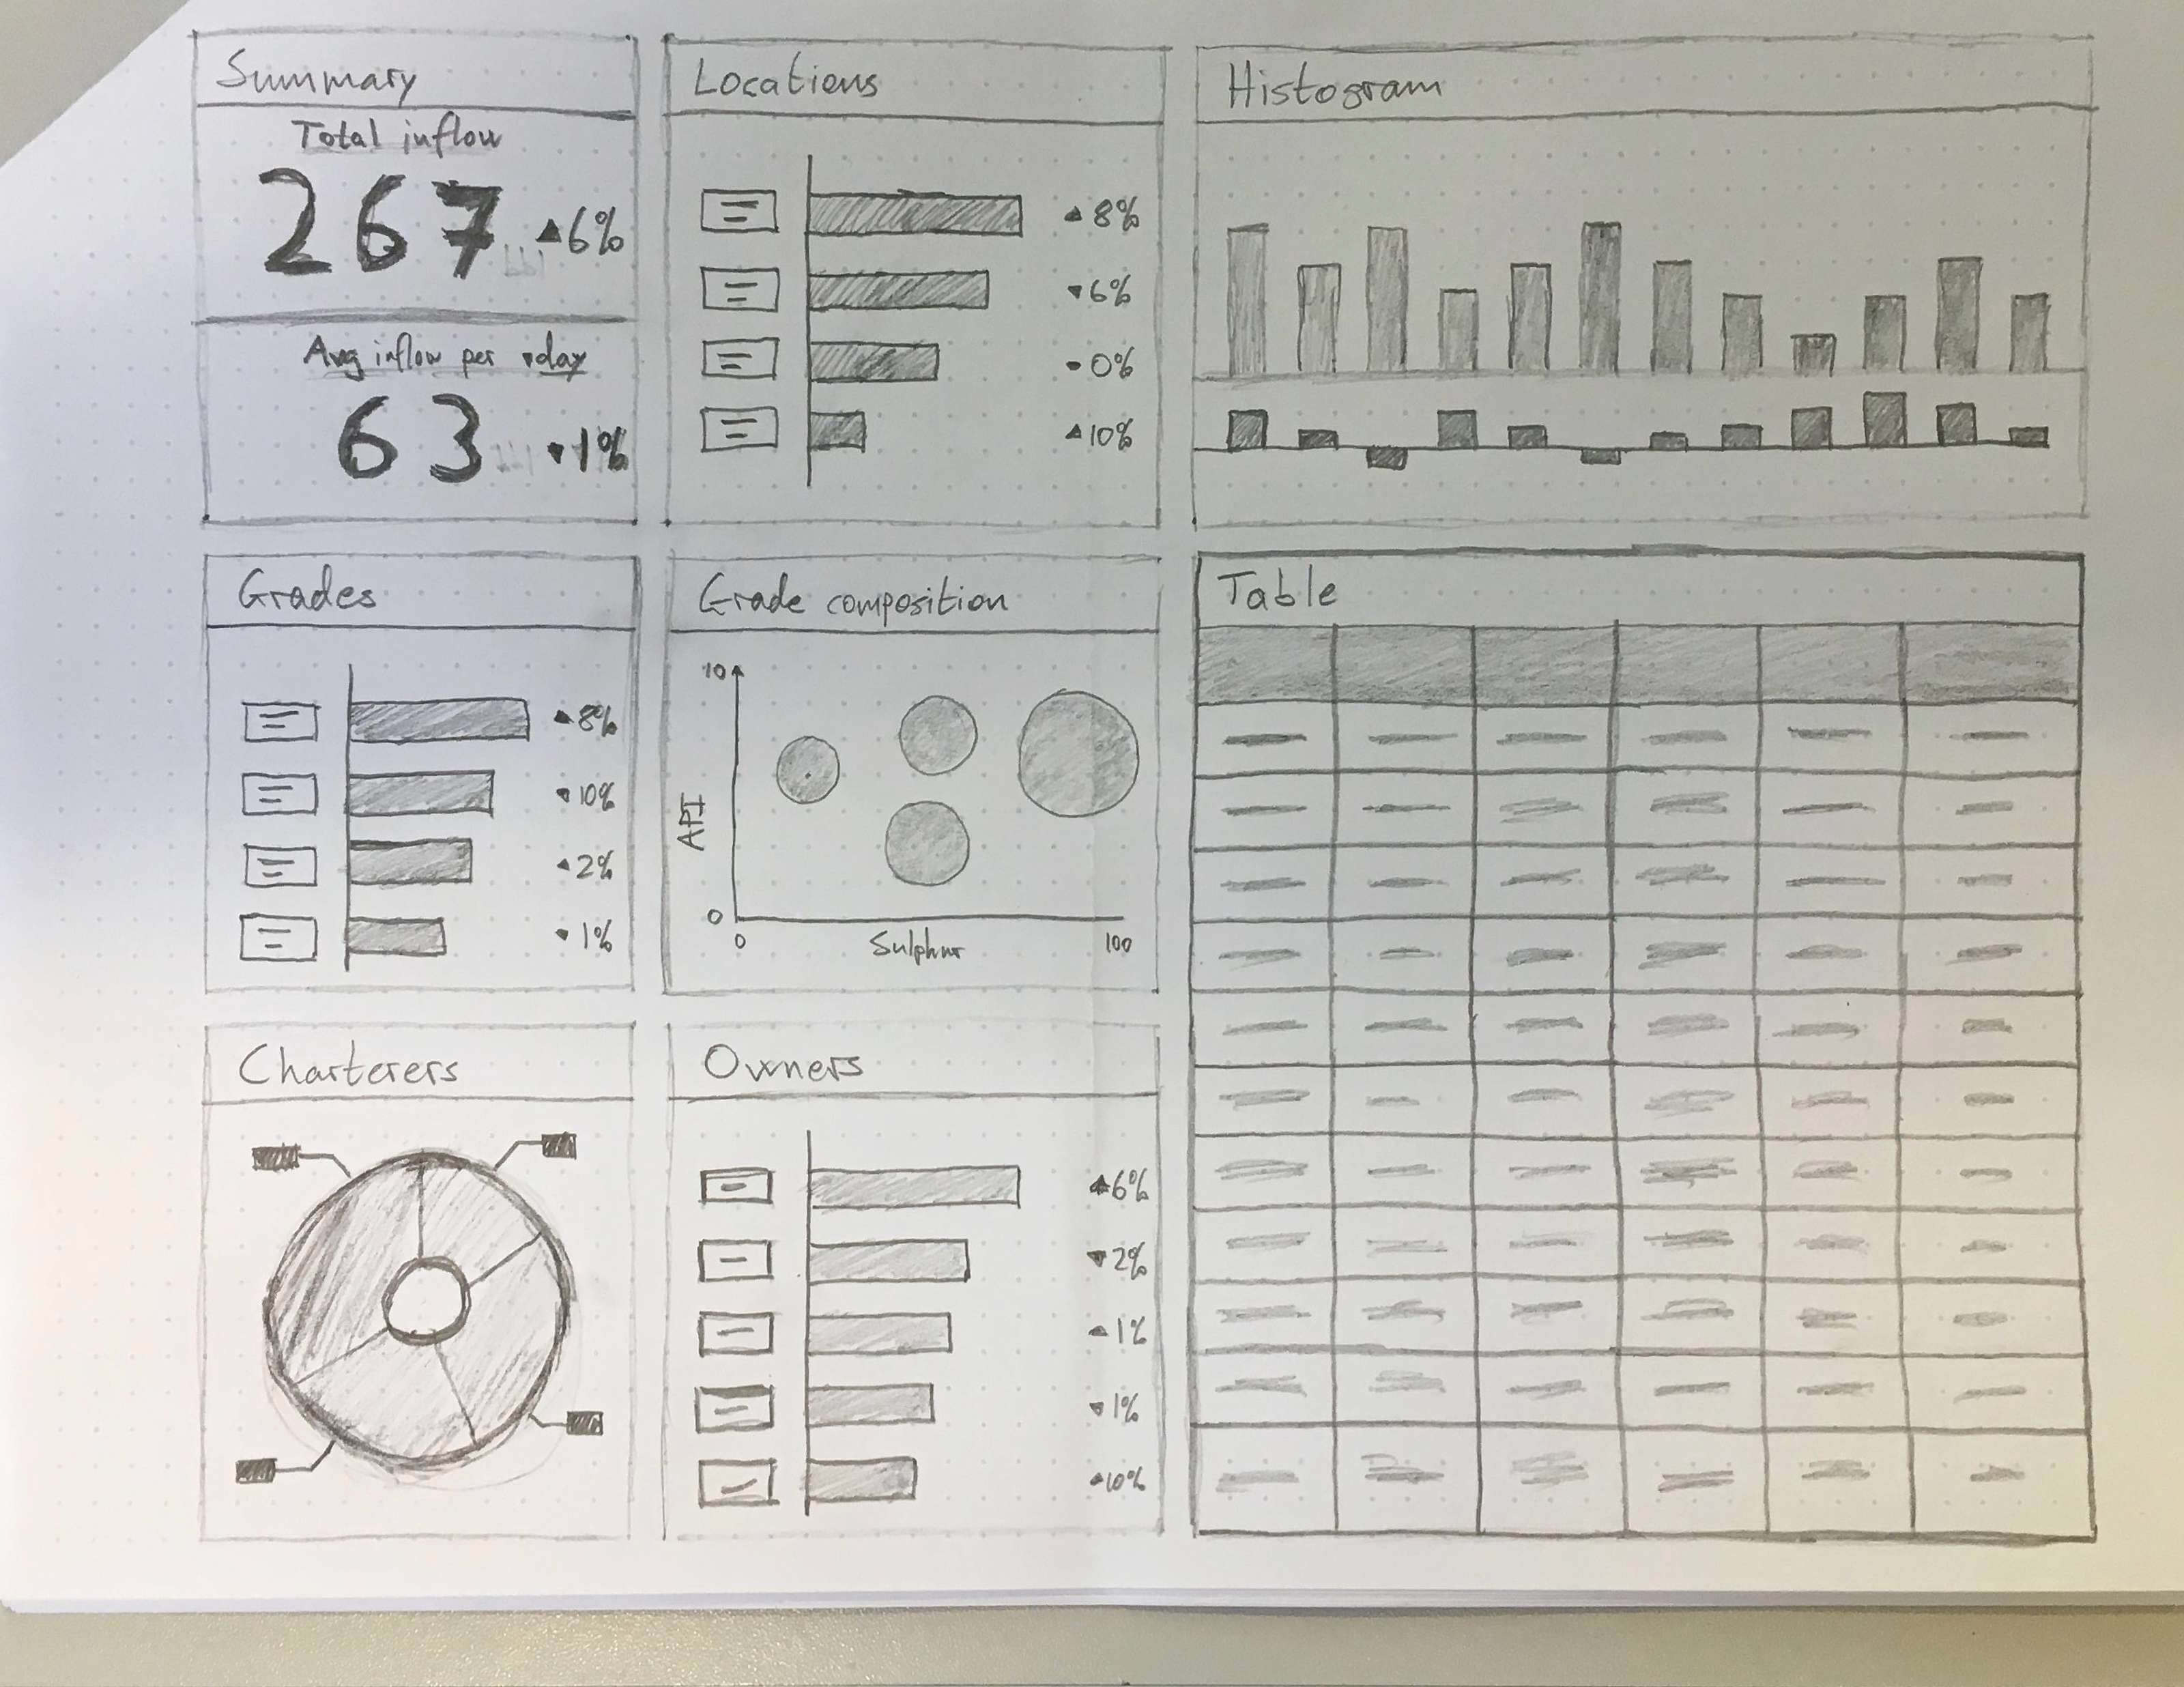 Summary
Total inflow
267 ▲6%
Avg inflow per day
63 ▼1%
Locations
▲8%
▼6%
-0%
▲10%
Histogram
Grades
▲8%
▼10%
▲2%
▼1%
Grade composition
10
API
0
0
Sulphur
100
Table
Charterers
Owners
▲6%
▼2%
▲1%
▼1%
▲10%